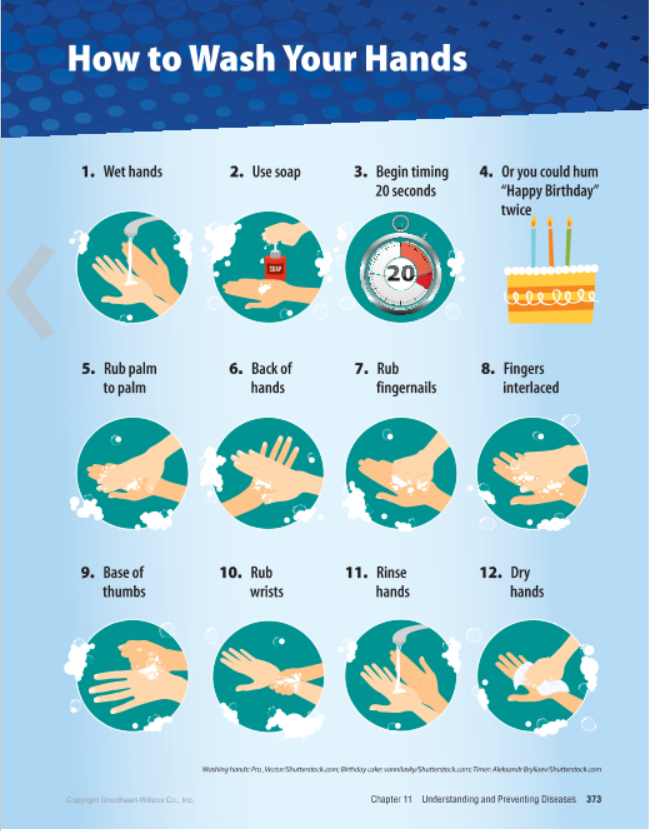 How to Wash Your Hands
1. Wet hands
2. Use soap
3. Begin timing
20 seconds
4. Or you could hum
"Happy Birthday"
twice
SOAP
20
5. Rub palm
to palm
6. Back of
hands
7. Rub
fingernails
8. Fingers
interlaced
9. Base of
thumbs
10. Rub
wrists
11. Rinse
hands
12. Dry
hands
Washing hands: Pro_Vector/Shutterstock.com; Birthday cake: vannilasky/Shutterstock.com; Timer: Aleksandr Bryliaev/Shutterstock.com
Copyright Goodheart-Willcox Co., Inc.
Chapter 11 Understanding and Preventing Diseases 373